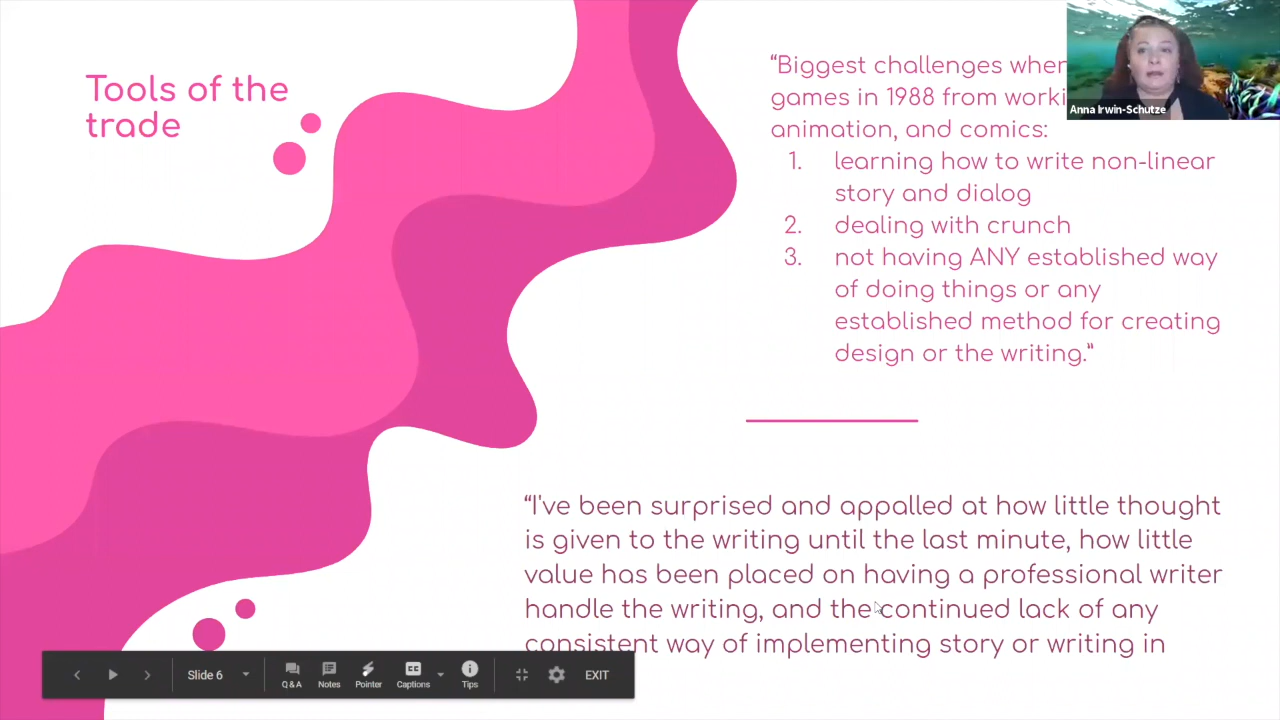 Tools of the
trade
“Biggest challenges when
games in 1988 from worki
animation, and comics:
1. learning how to write non-linear
story and dialog
2. dealing with crunch
3. not having ANY established way
of doing things or any
established method for creating
design or the writing.”
Anna Irwin-Schutze
“I've been surprised and appalled at how little thought
is given to the writing until the last minute, how little
value has been placed on having a professional writer
handle the writing, and the continued lack of any
consistent way of implementing story or writing in
Slide 6
Q & A
Notes
Pointer
CC
Captions
Tips
EXIT